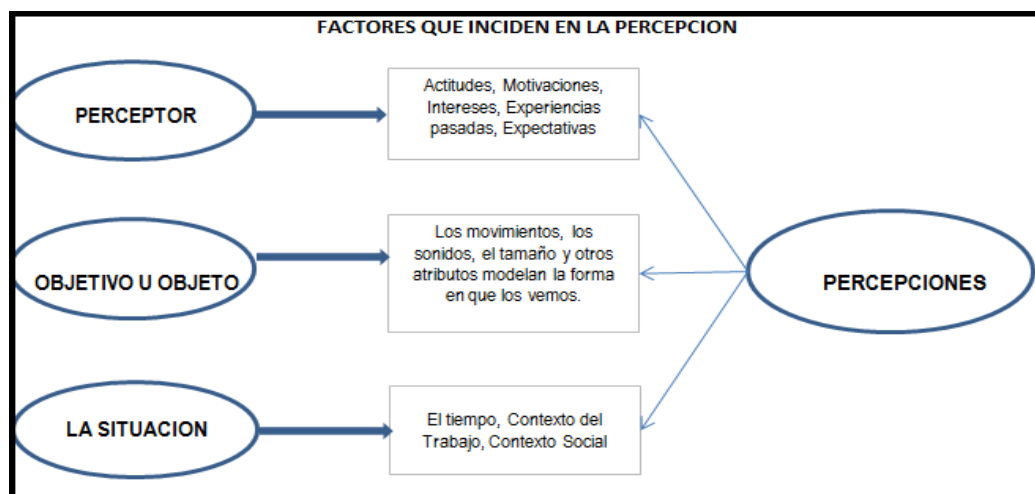 FACTORES QUE INCIDEN EN LA PERCEPCION
PERCEPTOR
Actitudes, Motivaciones,
Intereses, Experiencias
pasadas, Expectativas
OBJETIVO U OBJETO
Los movimientos, los
sonidos, el tamaño y otros
atributos modelan la forma
en que los vemos.
PERCEPCIONES
LA SITUACION
El tiempo, Contexto del
Trabajo, Contexto Social